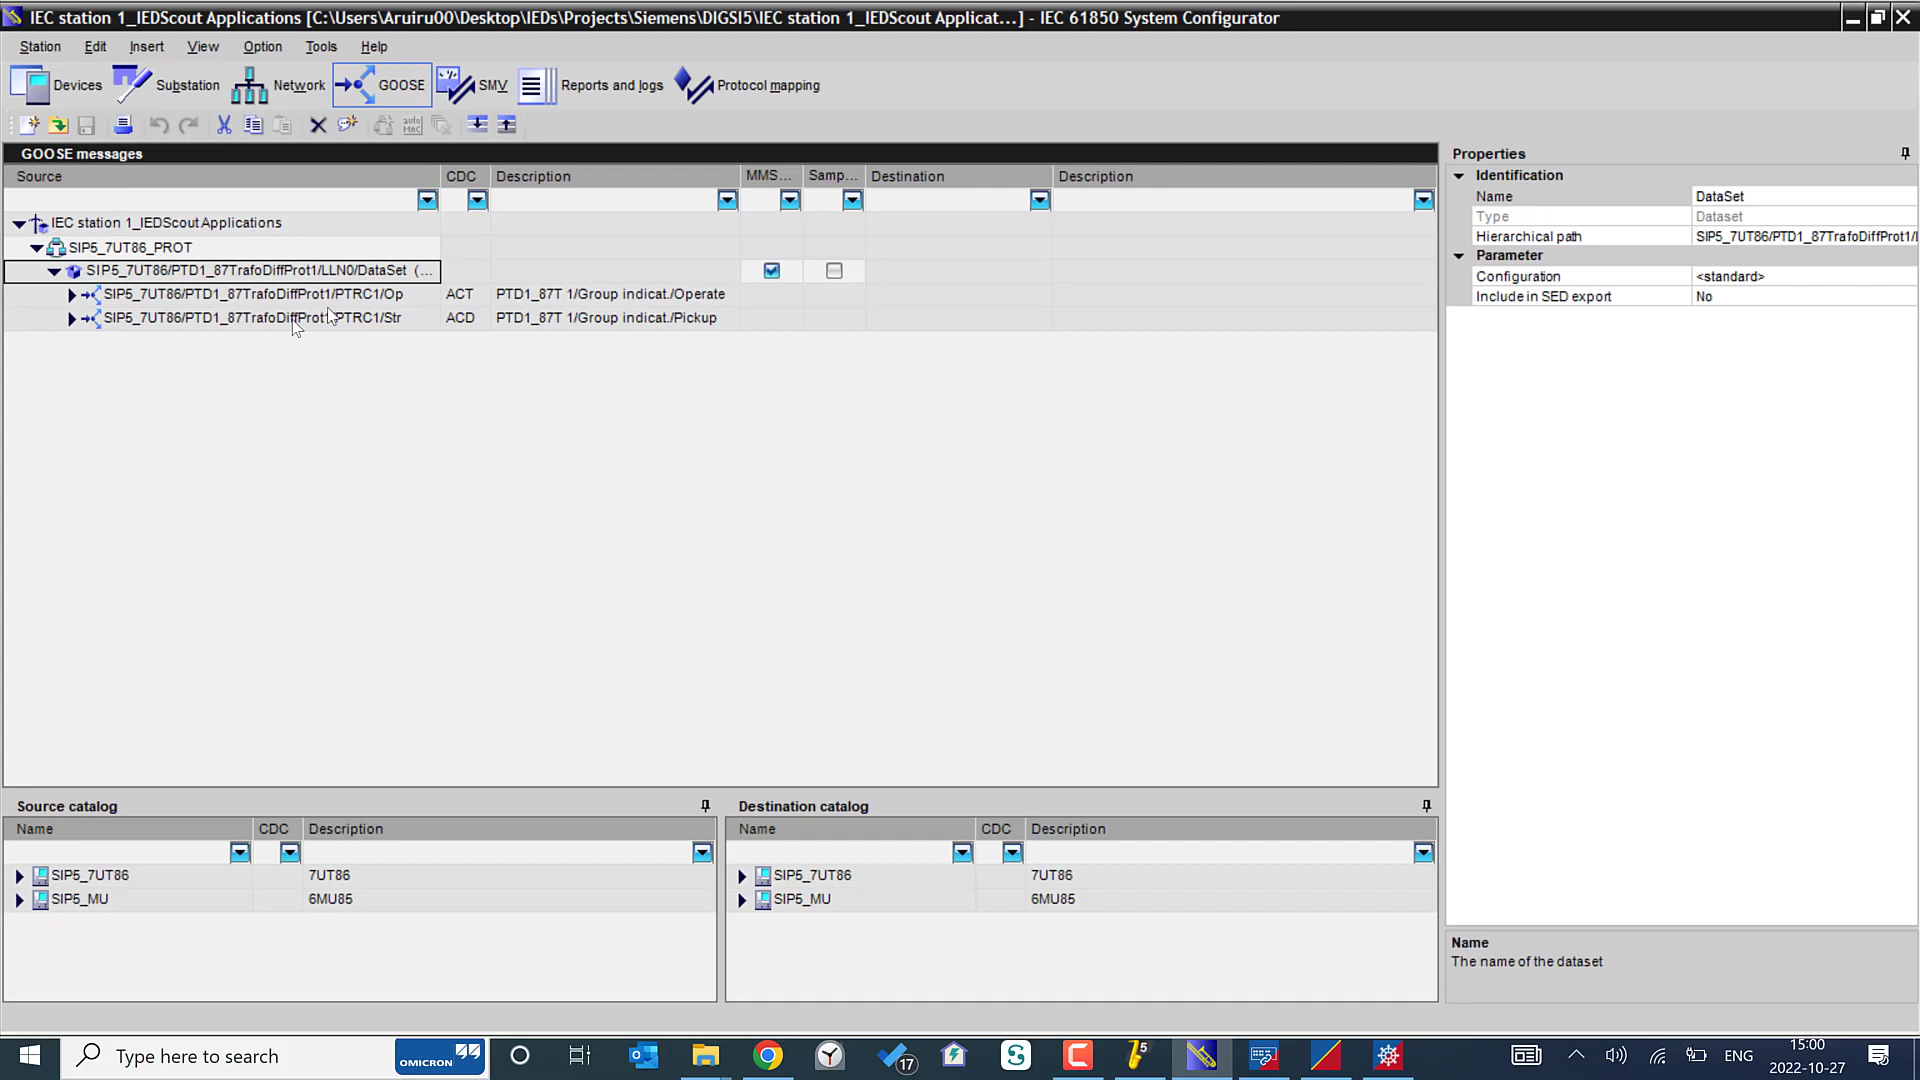 IEC station 1_IEDScout Applications [C:\Users\Aruiru00\Desktop\IEDs\Projects\Siemens\DIGSI5\IEC station 1_IEDScout Applicat...] - IEC 61850 System Configurator
Station Edit Insert View Option Tools Help
Devices Substation Network GOOSE SMV Reports and logs Protocol mapping
auto MAC
GOOSE messages
Source CDC Description MMS... Samp... Destination Description
IEC station 1_IEDScout Applications
SIP5_7UT86_PROT
SIP5_7UT86/PTD1_87TrafoDiffProt1/LLN0/DataSet (...
SIP5_7UT86/PTD1_87TrafoDiffProt1/PTRC1/Op ACT PTD1_87T 1/Group indicat./Operate
SIP5_7UT86/PTD1_87TrafoDiffProt1/PTRC1/Str ACD PTD1_87T 1/Group indicat./Pickup
Properties
Identification
Name DataSet
Type Dataset
Hierarchical path SIP5_7UT86/PTD1_87TrafoDiffProt1/
Parameter
Configuration <standard>
Include in SED export No
Name
The name of the dataset
Source catalog
Name CDC Description
SIP5_7UT86 7UT86
SIP5_MU 6MU85
Destination catalog
Name CDC Description
SIP5_7UT86 7UT86
SIP5_MU 6MU85
Type here to search
OMICRON
17
5
ENG
15:00
2022-10-27